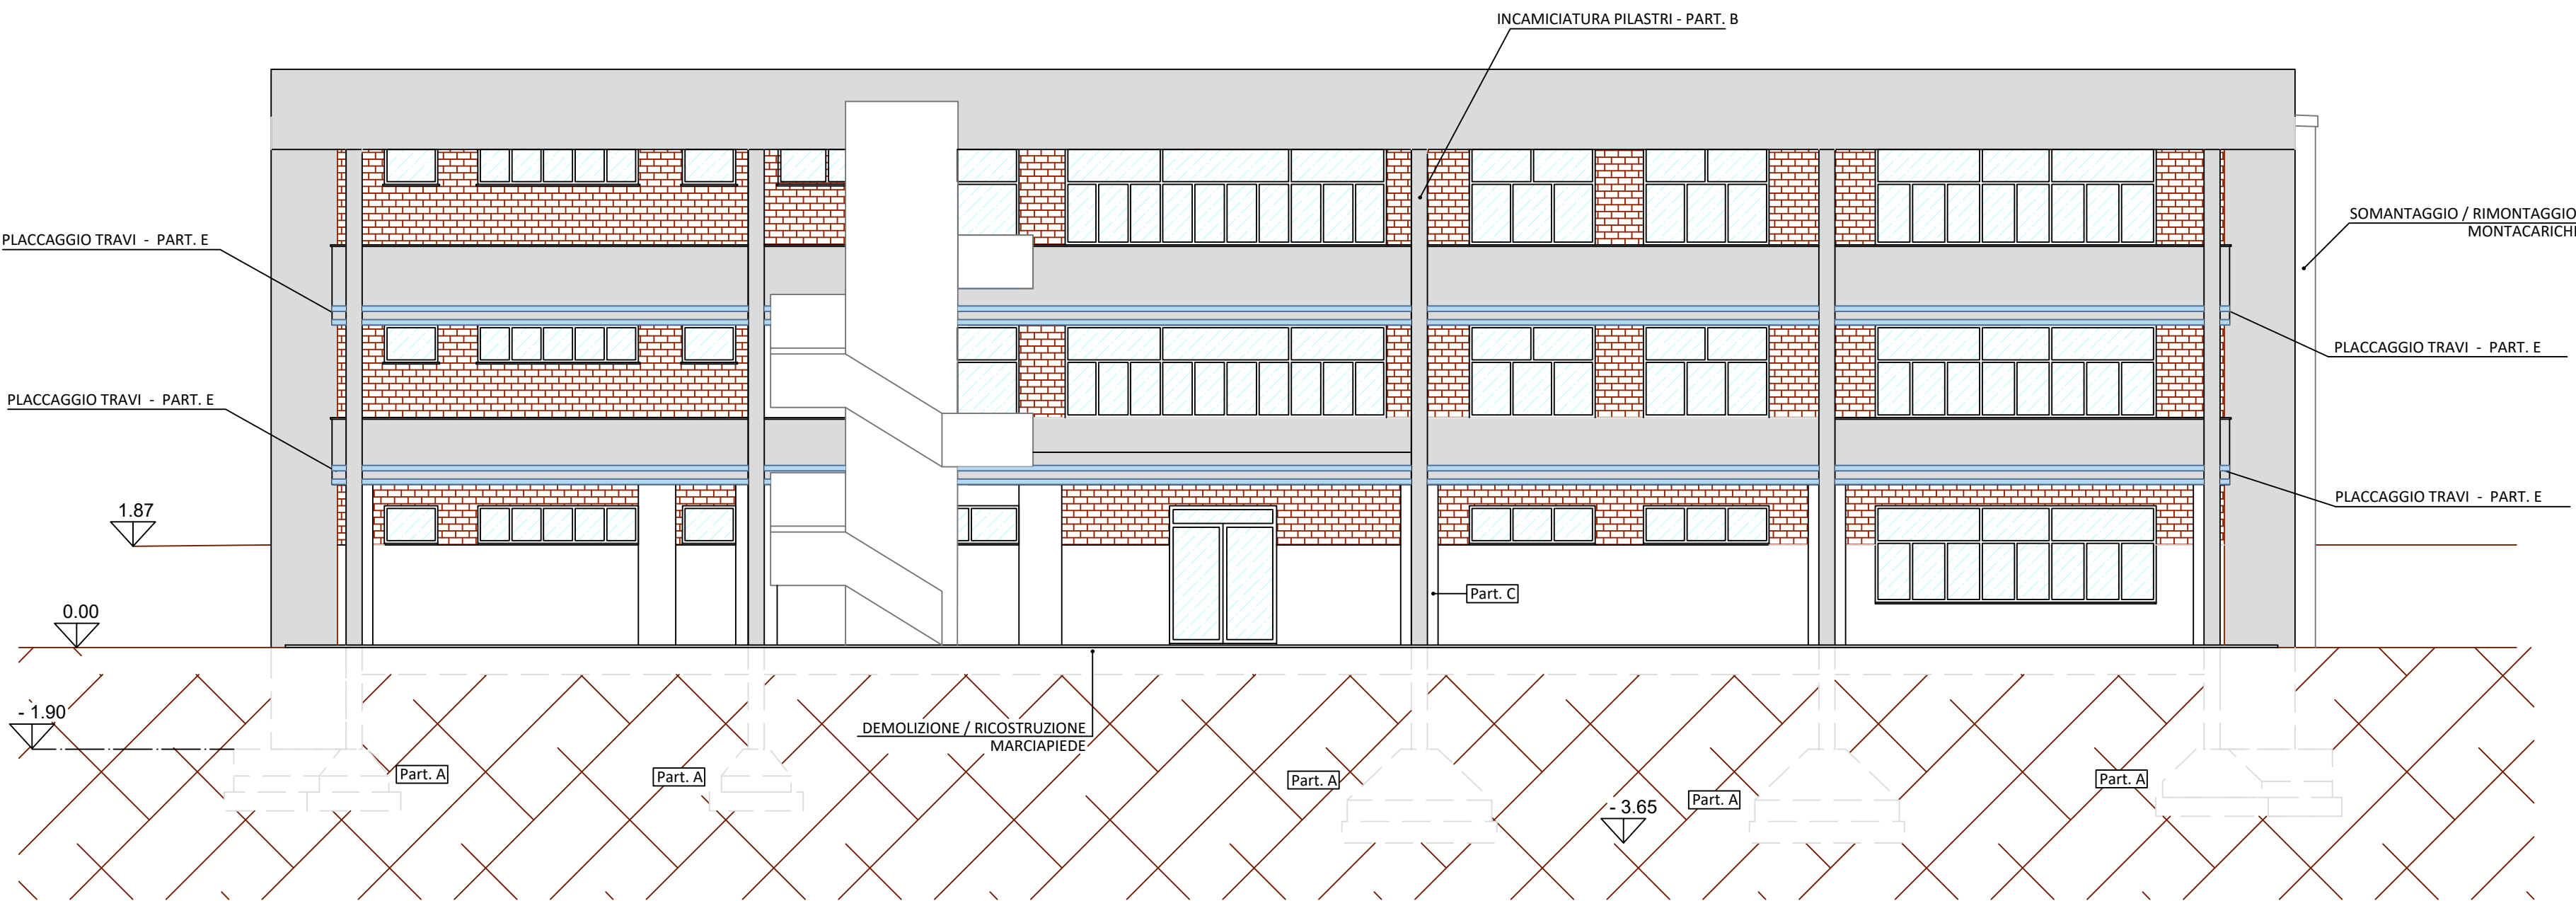 INCAMICIATURA PILASTRI - PART. B
SOMANTAGGIO / RIMONTAGGIO
MONTACARICHI
PLACCAGGIO TRAVI - PART. E
PLACCAGGIO TRAVI - PART. E
PLACCAGGIO TRAVI - PART. E
PLACCAGGIO TRAVI - PART. E
1.87
Part. C
0.00
- 1.90
DEMOLIZIONE / RICOSTRUZIONE
MARCIAPIEDE
Part. A
Part. A
Part. A
Part. A
Part. A
- 3.65